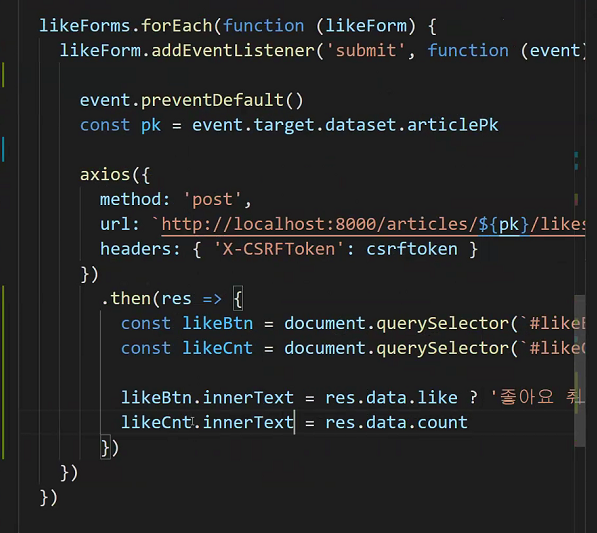 likeForms.forEach(function (likeForm) {
likeForm.addEventListener('submit', function (event)
event.preventDefault()
const pk = event.target.dataset.articlePk
axios({
method: 'post',
url: `http://localhost:8000/articles/${pk}/likes
headers: { 'X-CSRFToken': csrftoken }
})
.then(res => {
const likeBtn = document.querySelector(`#like
const likeCnt = document.querySelector(`#like
likeBtn.innerText = res.data.like ? '좋아요 취
likeCnt.innerText = res.data.count
})
})
})